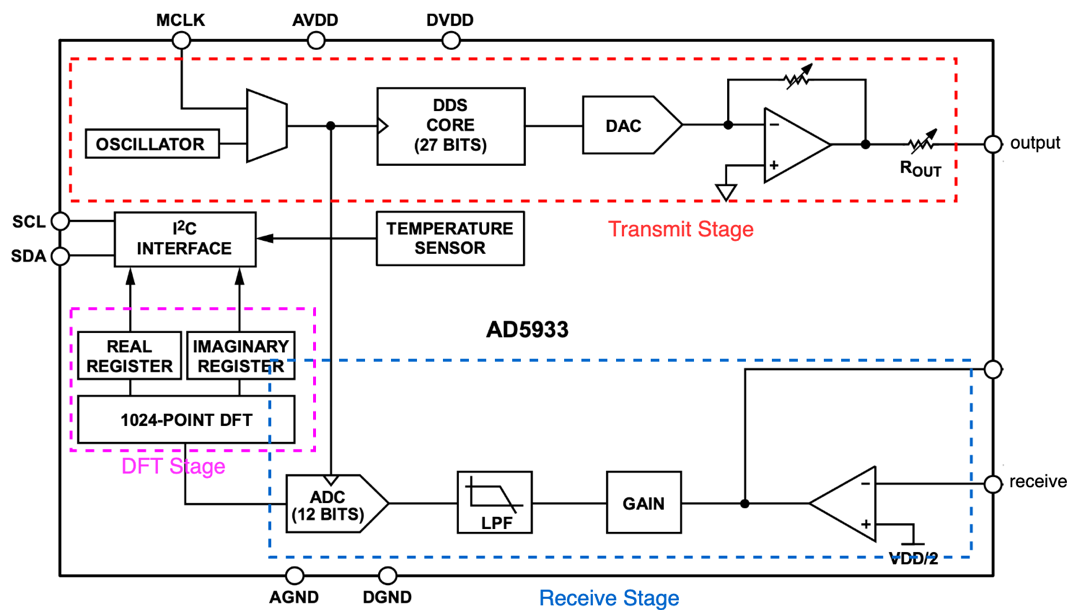 MCLK
AVDD
DVDD
OSCILLATOR
DDS
CORE
(27 BITS)
DAC
−
+
ROUT
output
Transmit Stage
SCL
SDA
I²C
INTERFACE
TEMPERATURE
SENSOR
AD5933
REAL
REGISTER
IMAGINARY
REGISTER
1024-POINT DFT
DFT Stage
ADC
(12 BITS)
LPF
GAIN
−
+
VDD/2
receive
AGND
DGND
Receive Stage